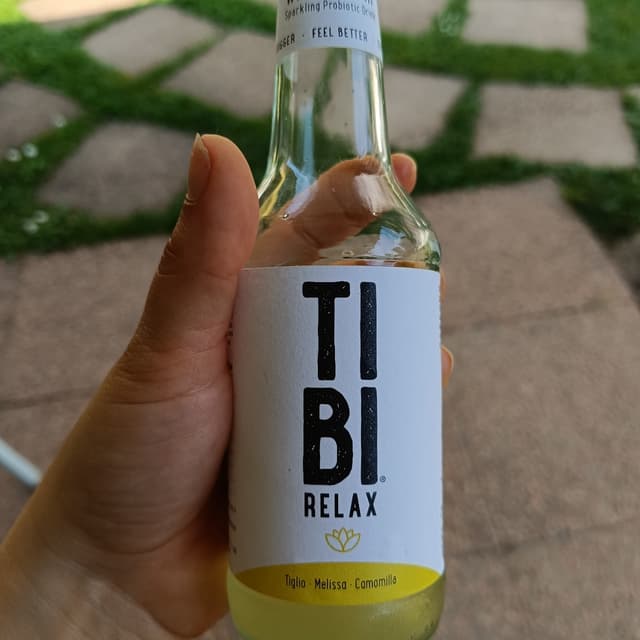 Sparkling Probiotic Drink
· FEEL BETTER
TI
BI®
RELAX
Tiglio · Melissa · Camomilla